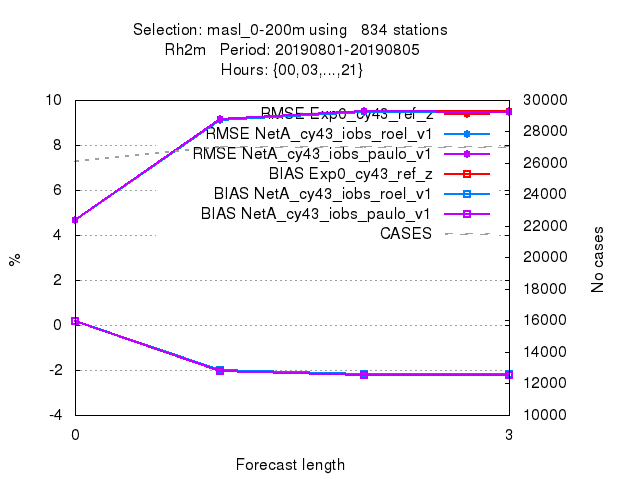 Selection: masl_0-200m using 834 stations
Rh2m Period: 20190801-20190805
Hours: {00,03,...,21}
10
8
6
4
2
0
-2
-4
%
RMSE Exp0_cy43_ref_z
RMSE NetA_cy43_iobs_roel_v1
RMSE NetA_cy43_iobs_paulo_v1
BIAS Exp0_cy43_ref_z
BIAS NetA_cy43_iobs_roel_v1
BIAS NetA_cy43_iobs_paulo_v1
CASES
30000
28000
26000
24000
22000
20000
18000
16000
14000
12000
10000
No cases
0 3
Forecast length